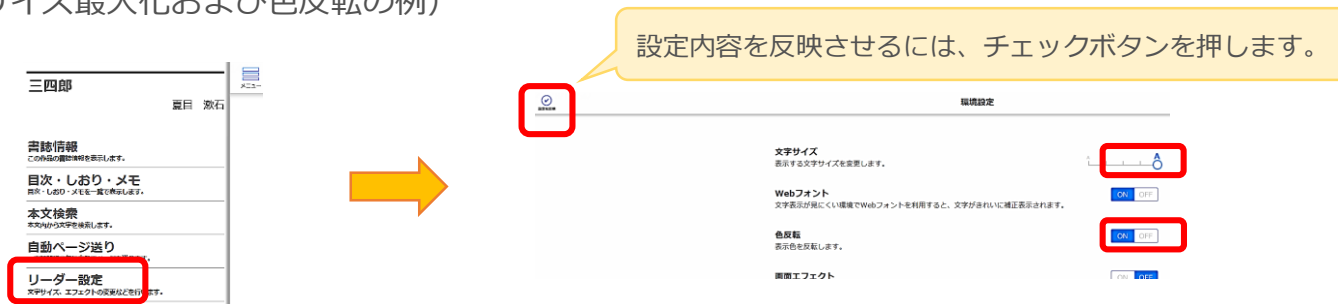 イズ最大化および色反転の例）
設定内容を反映させるには、チェックボタンを押します。
三四郎
メニュー
夏目 漱石
書誌情報
この作品の書誌情報を表示します。
目次・しおり・メモ
目次・しおり・メモを一覧で表示します。
本文検索
本文内から文字を検索します。
自動ページ送り
リーダー設定
文字サイズ、エフェクトの変更などを行います。
環境設定
文字サイズ
表示する文字サイズを変更します。
A
Webフォント
文字表示が見にくい環境でWebフォントを利用すると、文字がきれいに補正表示されます。
ON OFF
色反転
表示色を反転します。
ON OFF
画面エフェクト
ON OFF